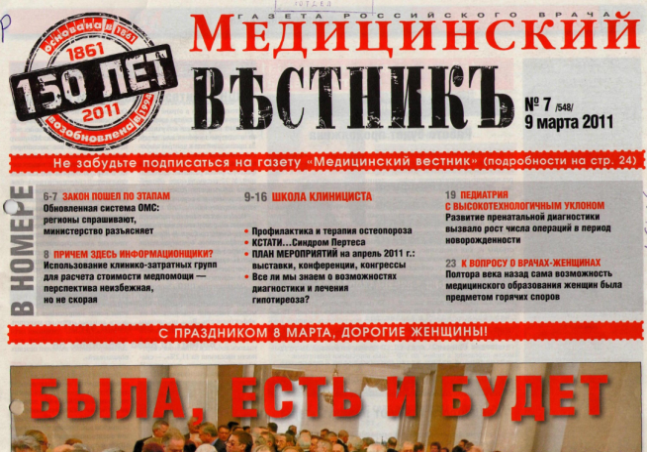 Р
ГАЗЕТА РОССИЙСКОГО ВРАЧА
МЕДИЦИНСКИЙ
ВѢСТНИКЪ
основана в 1861
1861
150 ЛЕТ
2011
возобновлена в 1994
№ 7 /548/
9 марта 2011
Не забудьте подписаться на газету «Медицинский вестник» (подробности на стр. 24)
В НОМЕРЕ
6-7 ЗАКОН ПОШЕЛ ПО ЭТАПАМ
Обновленная система ОМС:
регионы спрашивают,
министерство разъясняет
8 ПРИЧЕМ ЗДЕСЬ ИНФОРМАЦИОНЩИКИ?
Использование клинико-затратных групп
для расчета стоимости медпомощи —
перспектива неизбежная,
но не скорая
9-16 ШКОЛА КЛИНИЦИСТА
• Профилактика и терапия остеопороза
• КСТАТИ...Синдром Пертеса
• ПЛАН МЕРОПРИЯТИЙ на апрель 2011 г.:
выставки, конференции, конгрессы
• Все ли мы знаем о возможностях
диагностики и лечения
гипотиреоза?
19 ПЕДИАТРИЯ
С ВЫСОКОТЕХНОЛОГИЧНЫМ УКЛОНОМ
Развитие пренатальной диагностики
вызвало рост числа операций в период
новорожденности
23 К ВОПРОСУ О ВРАЧАХ-ЖЕНЩИНАХ
Полтора века назад сама возможность
медицинского образования женщин была
предметом горячих споров
С ПРАЗДНИКОМ 8 МАРТА, ДОРОГИЕ ЖЕНЩИНЫ!
БЫЛА, ЕСТЬ И БУДЕТ